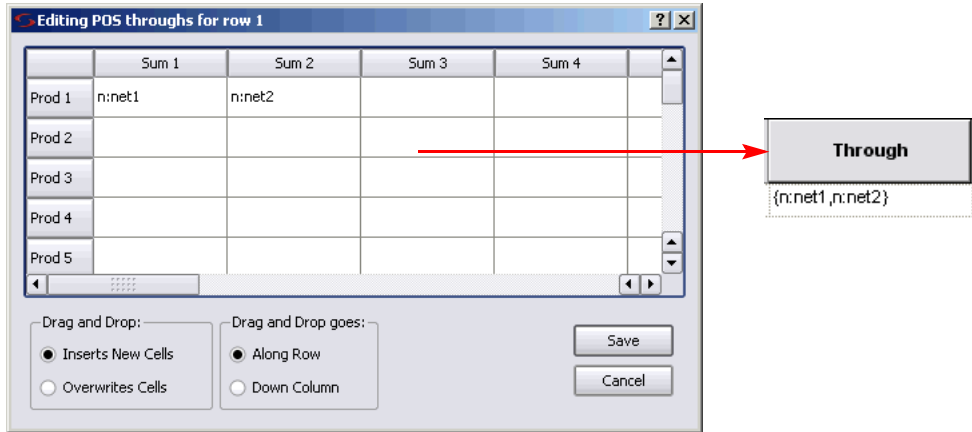 Editing POS throughs for row 1
Sum 1 Sum 2 Sum 3 Sum 4
Prod 1 n:net1 n:net2
Prod 2
Prod 3
Prod 4
Prod 5
Through
{n:net1,n:net2}
Drag and Drop: Drag and Drop goes:
Inserts New Cells Along Row Save
Overwrites Cells Down Column Cancel